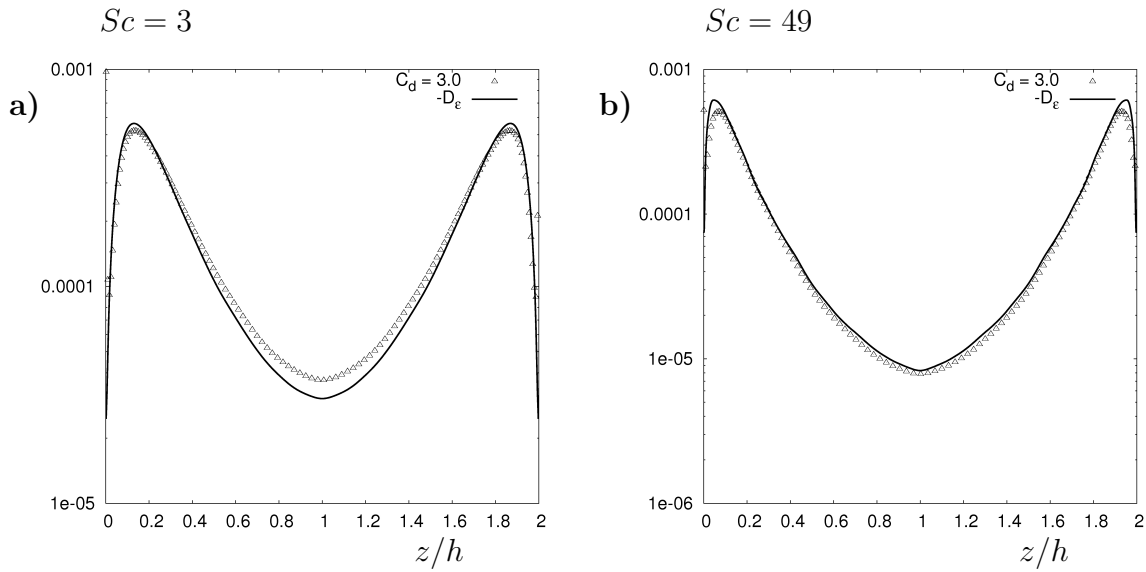 Sc = 3
a)
0.001
0.0001
1e-05
C_d = 3.0
-D_ε
0 0.2 0.4 0.6 0.8 1 1.2 1.4 1.6 1.8 2
z/h
Sc = 49
b)
0.001
0.0001
1e-05
1e-06
C_d = 3.0
-D_ε
0 0.2 0.4 0.6 0.8 1 1.2 1.4 1.6 1.8 2
z/h